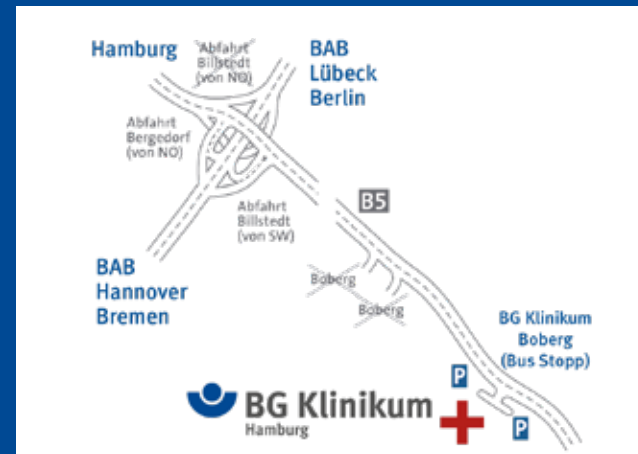 Hamburg
Abfahrt
Billstedt
(von NO)
BAB
Lübeck
Berlin
Abfahrt
Bergedorf
(von NO)
Abfahrt
Billstedt
(von SW)
B5
BAB
Hannover
Bremen
Boberg
Boberg
BG Klinikum
Boberg
(Bus Stopp)
P
BG Klinikum
Hamburg
P